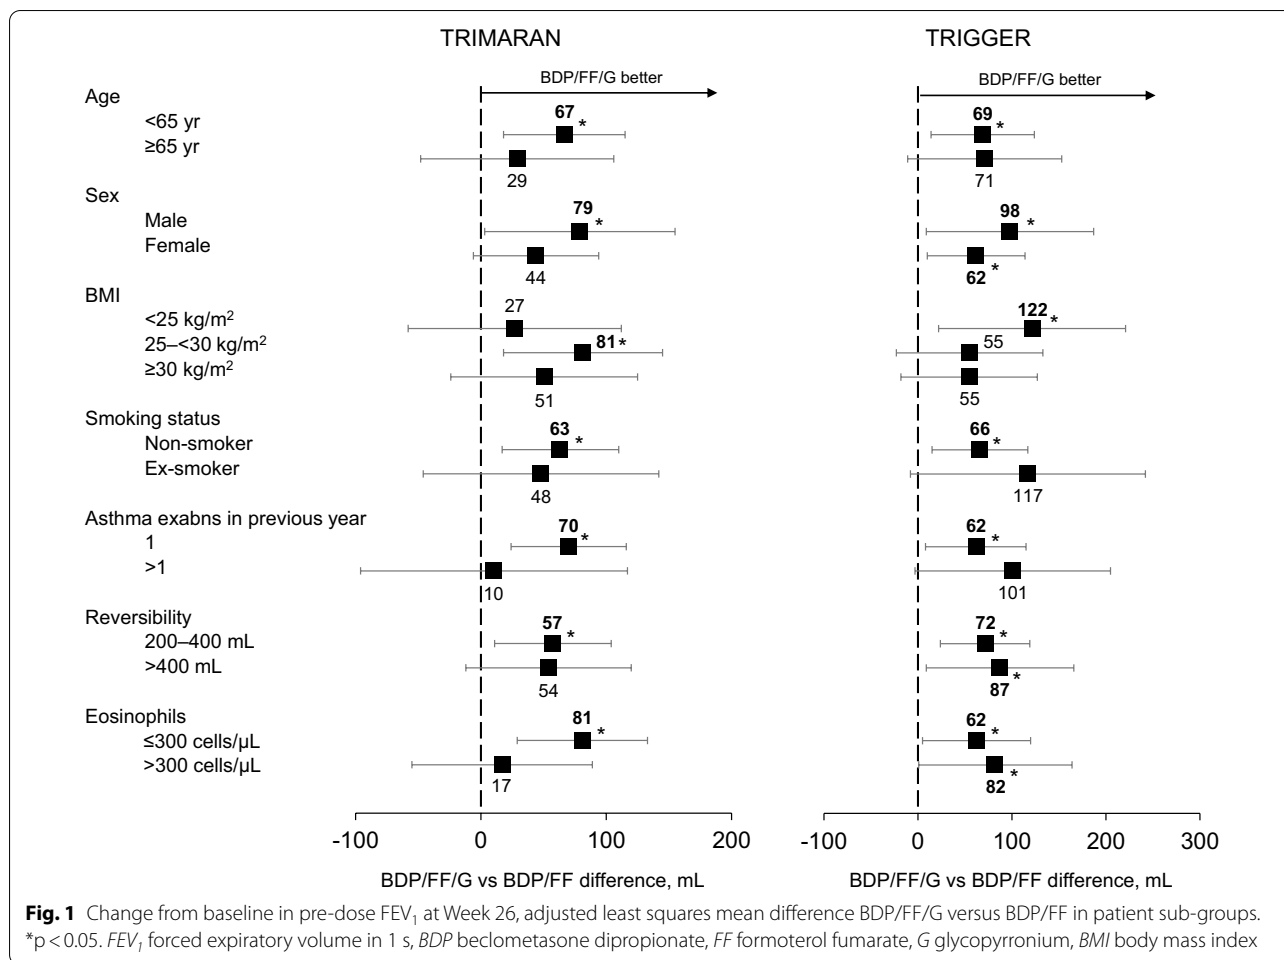 TRIMARAN
TRIGGER
BDP/FF/G better
BDP/FF/G better
Age
<65 yr
67 *
69 *
≥65 yr
29
71
Sex
Male
79 *
98 *
Female
44
62 *
BMI
<25 kg/m²
27
122 *
25–<30 kg/m²
81 *
55
≥30 kg/m²
51
55
Smoking status
Non-smoker
63 *
66 *
Ex-smoker
48
117
Asthma exabns in previous year
1
70 *
62 *
>1
10
101
Reversibility
200–400 mL
57 *
72 *
>400 mL
54
87 *
Eosinophils
≤300 cells/µL
81 *
62 *
>300 cells/µL
17
82 *
-100 0 100 200
-100 0 100 200 300
BDP/FF/G vs BDP/FF difference, mL
BDP/FF/G vs BDP/FF difference, mL
Fig. 1 Change from baseline in pre-dose FEV₁ at Week 26, adjusted least squares mean difference BDP/FF/G versus BDP/FF in patient sub-groups.
*p < 0.05. FEV₁ forced expiratory volume in 1 s, BDP beclometasone dipropionate, FF formoterol fumarate, G glycopyrronium, BMI body mass index